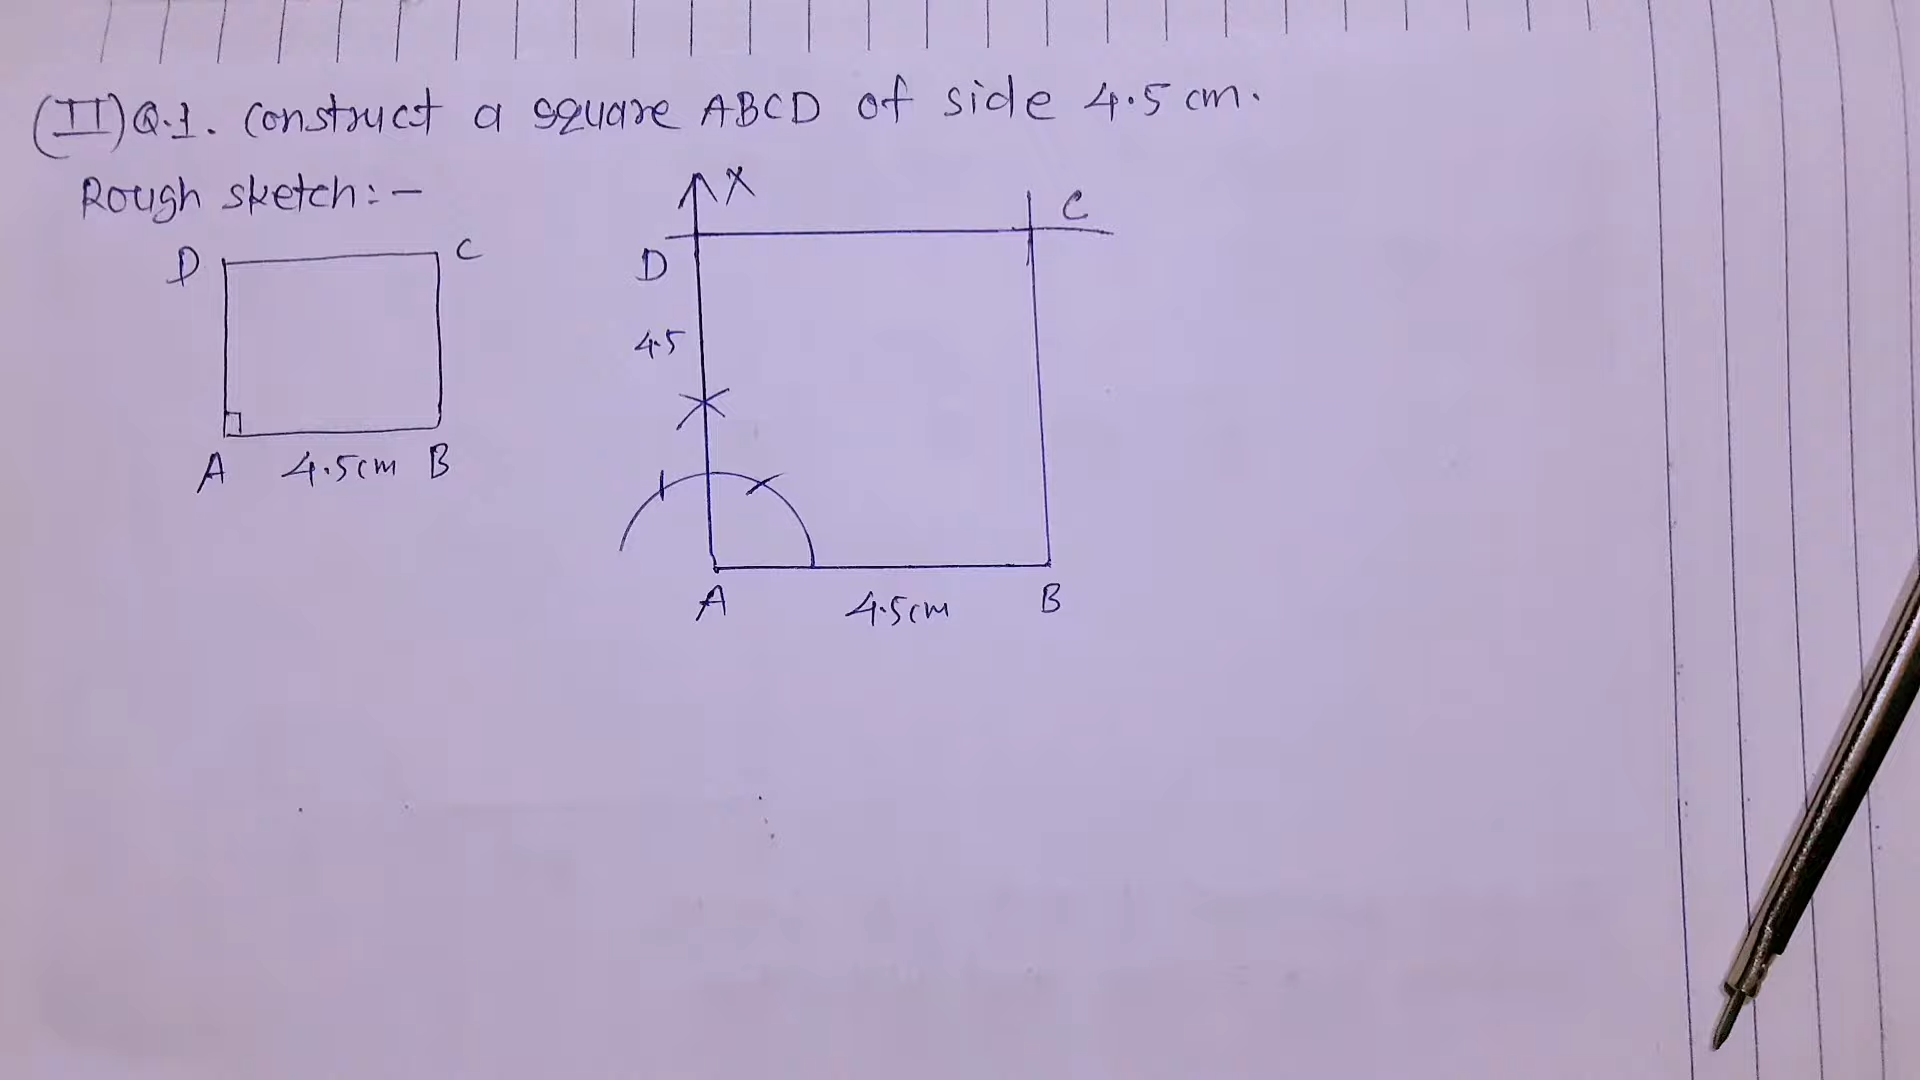 (II) Q.1. Construct a square ABCD of side 4.5 cm.
Rough sketch:-
D C
A 4.5cm B
X
C
D
4.5
A 4.5cm B